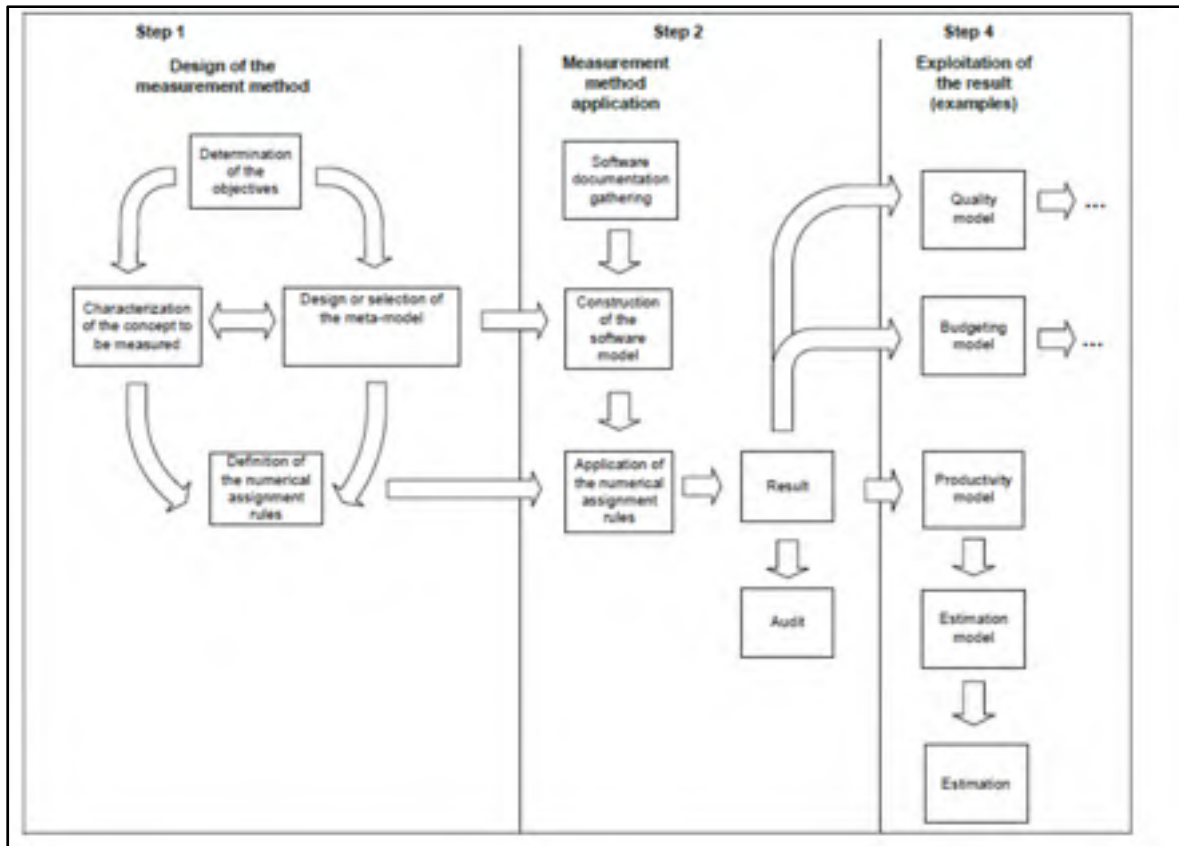 Step 1
Design of the
measurement method
Determination
of the
objectives
Characterization
of the concept to
be measured
Design or selection of
the meta-model
Definition of
the numerical
assignment
rules
Step 2
Measurement
method
application
Software
documentation
gathering
Construction
of the
software
model
Application of
the numerical
assignment
rules
Result
Audit
Step 4
Exploitation of
the result
(examples)
Quality
model
...
Budgeting
model
...
Productivity
model
Estimation
model
Estimation